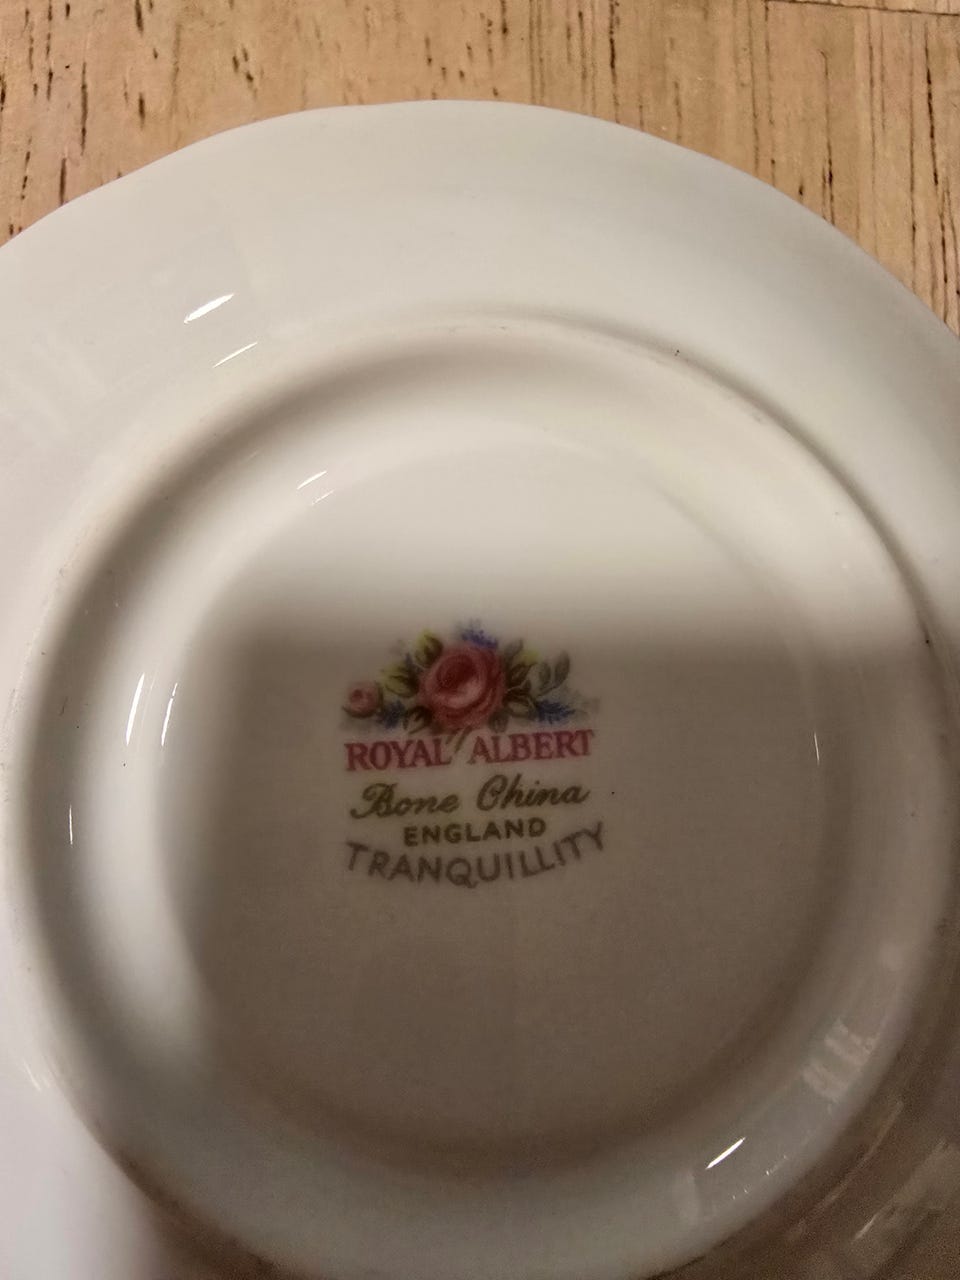 ROYAL ALBERT
Bone China
ENGLAND
TRANQUILLITY